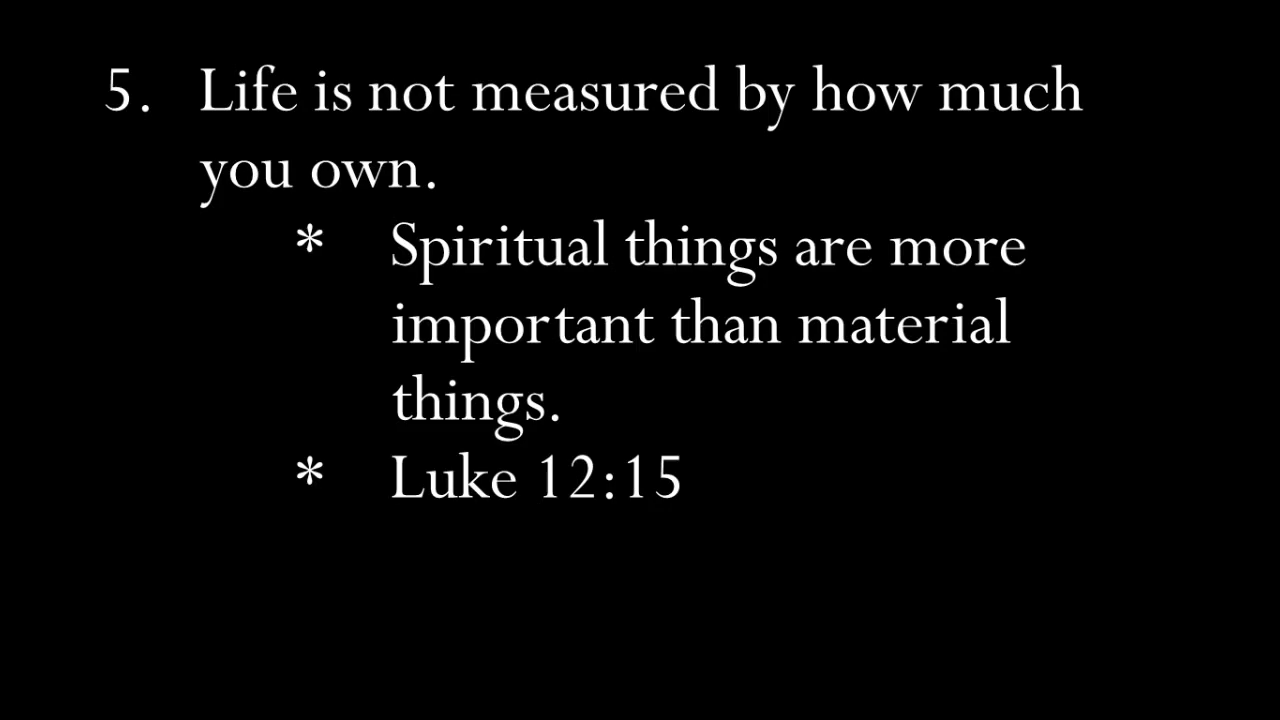 5. Life is not measured by how much
you own.
* Spiritual things are more
important than material
things.
* Luke 12:15